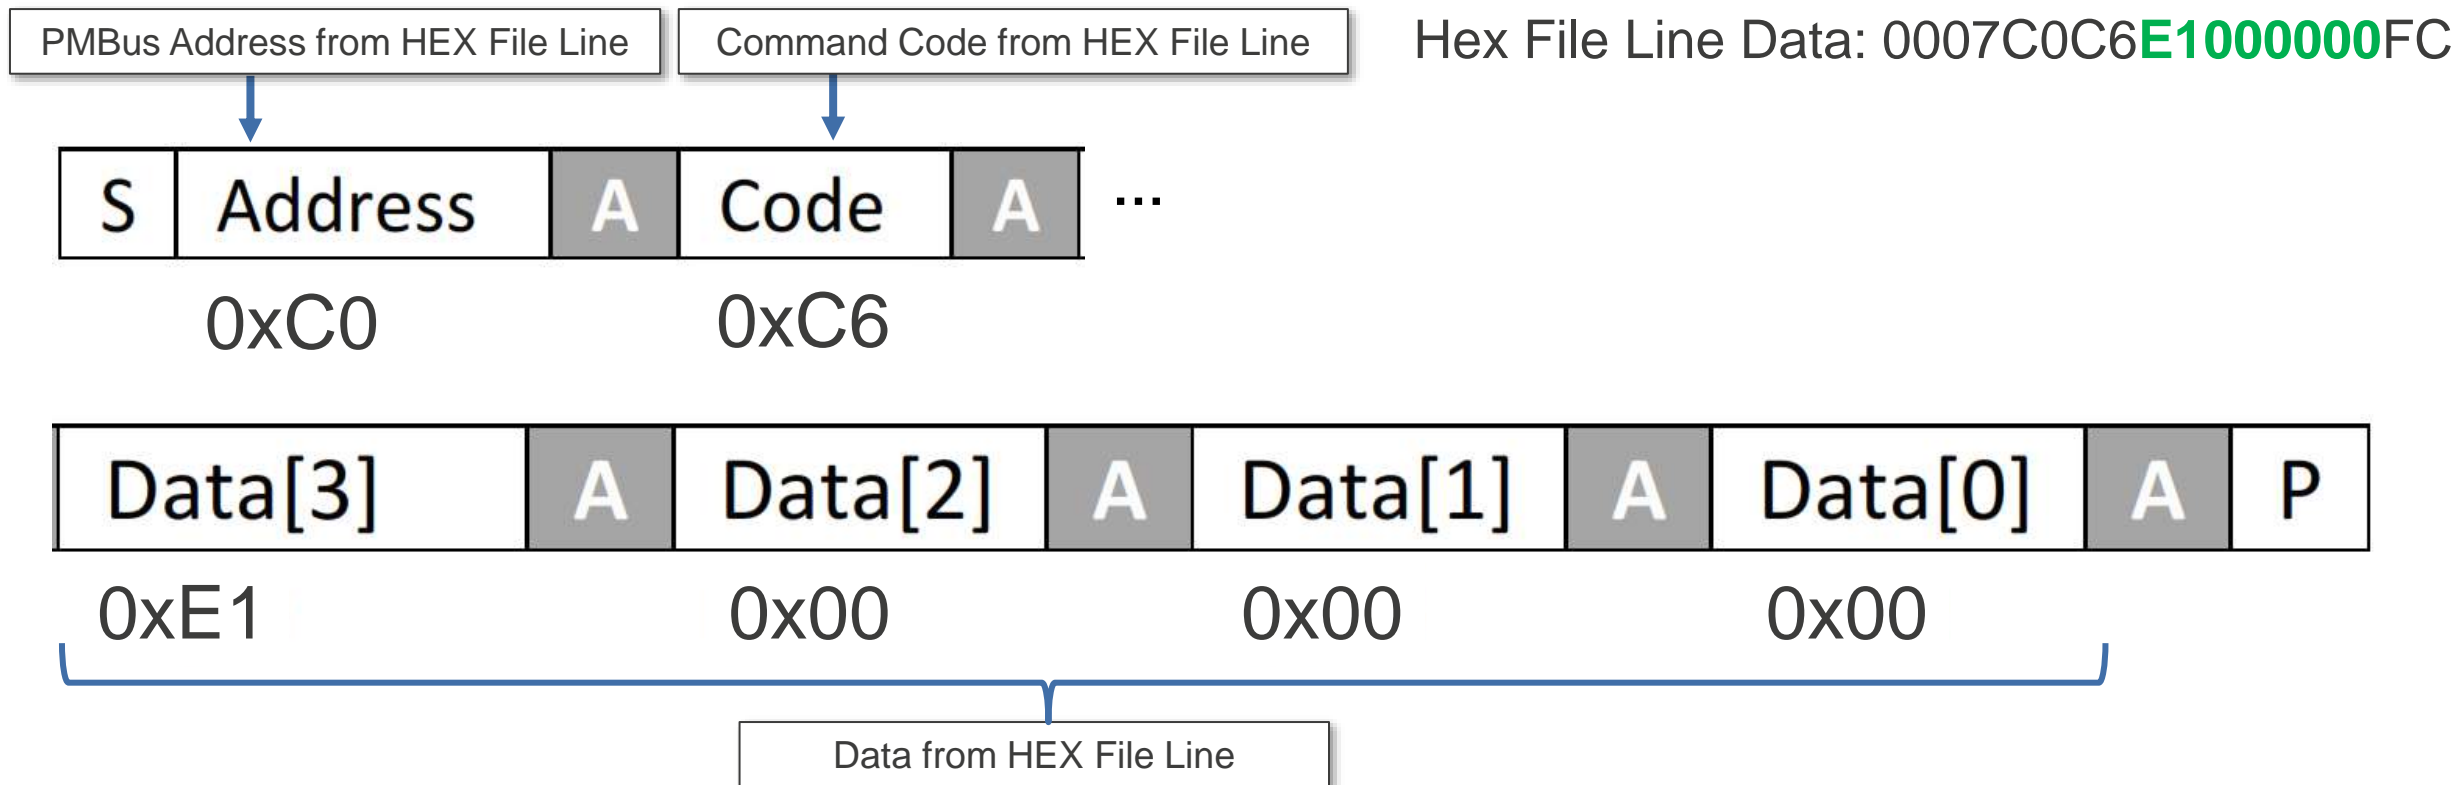 PMBus Address from HEX File Line Command Code from HEX File Line Hex File Line Data: 0007C0C6E1000000FC
S Address A Code A ...
0xC0 0xC6
Data[3] A Data[2] A Data[1] A Data[0] A P
0xE1 0x00 0x00 0x00
Data from HEX File Line